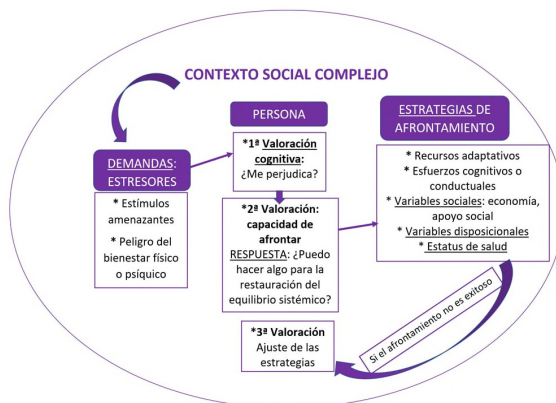 CONTEXTO SOCIAL COMPLEJO
DEMANDAS:
ESTRESORES
* Estímulos
amenazantes
* Peligro del
bienestar físico
o psíquico
PERSONA
*1ª Valoración
cognitiva:
¿Me perjudica?
*2ª Valoración:
capacidad de
afrontar
RESPUESTA: ¿Puedo
hacer algo para la
restauración del
equilibrio sistémico?
*3ª Valoración
Ajuste de las
estrategias
ESTRATEGIAS DE
AFRONTAMIENTO
* Recursos adaptativos
* Esfuerzos cognitivos o
conductuales
* Variables sociales: economía,
apoyo social
* Variables disposicionales
* Estatus de salud
Si el afrontamiento no es exitoso